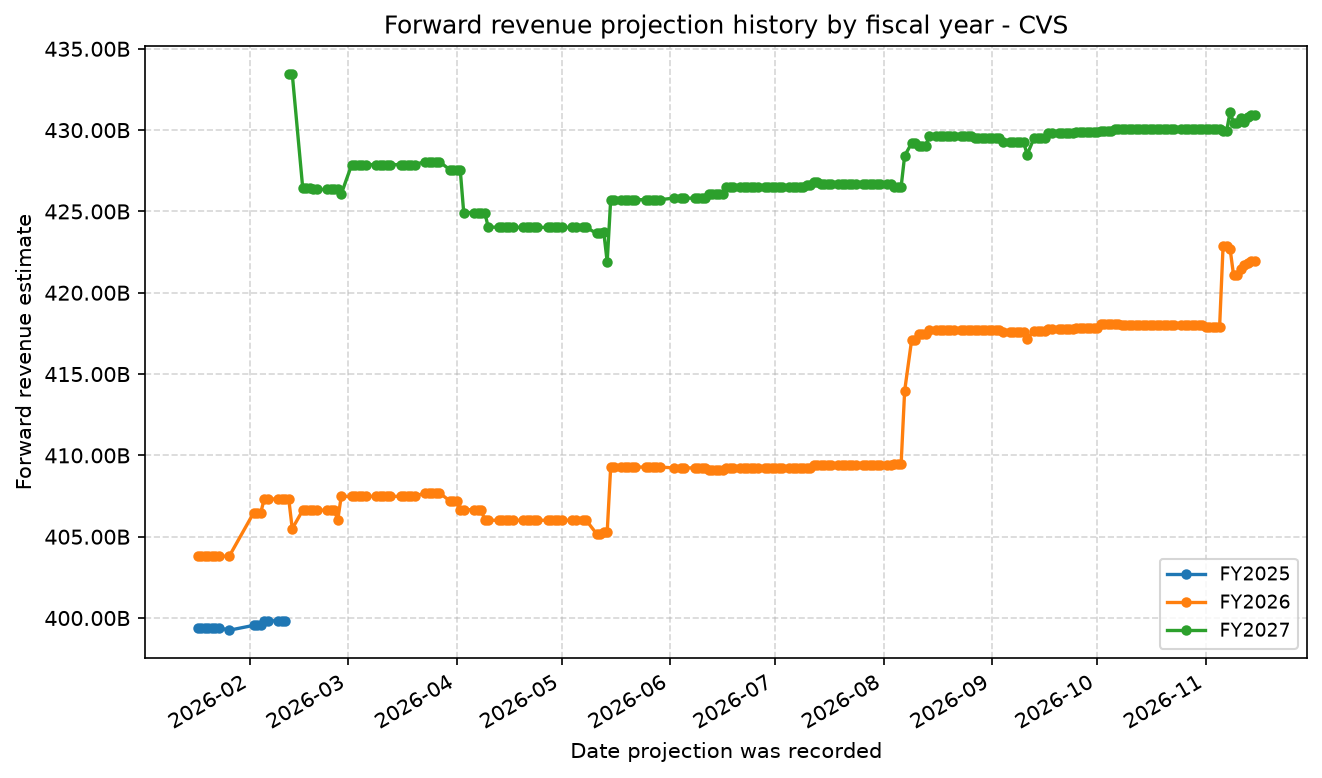 Forward revenue projection history by fiscal year - CVS
435.00B
430.00B
425.00B
420.00B
415.00B
410.00B
405.00B
400.00B
Forward revenue estimate
FY2025
FY2026
FY2027
2026-02
2026-03
2026-04
2026-05
2026-06
2026-07
2026-08
2026-09
2026-10
2026-11
Date projection was recorded